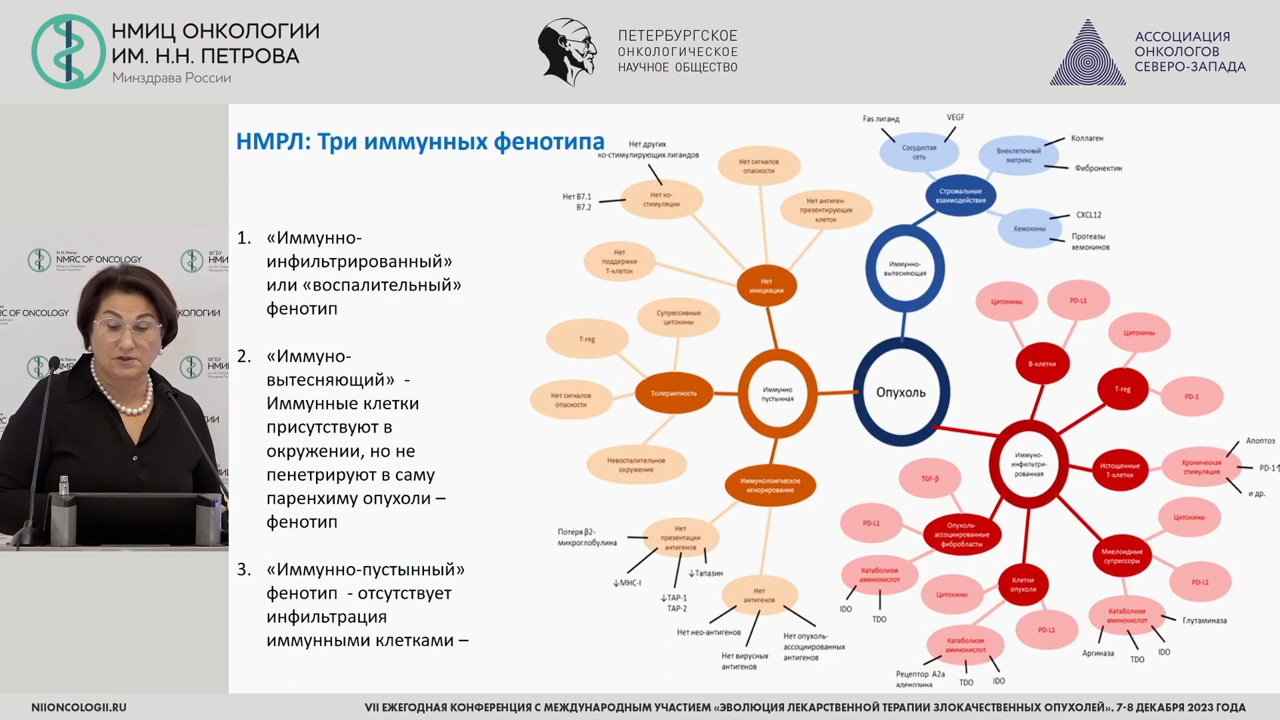 НМИЦ ОНКОЛОГИИ
ИМ. Н.Н. ПЕТРОВА
Минздрава России
ПЕТЕРБУРГСКОЕ
ОНКОЛОГИЧЕСКОЕ
НАУЧНОЕ ОБЩЕСТВО
АССОЦИАЦИЯ
ОНКОЛОГОВ
СЕВЕРО-ЗАПАДА
НМРЛ: Три иммунных фенотипа
1. «Иммунно-
инфильтрированный»
или «воспалительный»
фенотип
2. «Иммуно-
вытесняющий» -
Иммунные клетки
присутствуют в
окружении, но не
пенетрируют в саму
паренхиму опухоли –
фенотип
3. «Иммунно-пустынный»
фенотип - отсутствует
инфильтрация
иммунными клетками –
Опухоль
Иммунно-
вытесняющая
Стромальные
взаимодействия
Сосудистая
сеть
Fas лиганд
VEGF
Внеклеточный
матрикс
Коллаген
Фибронектин
Хемокины
CXCL12
Протеазы
хемокинов
Иммунно
пустынная
Нет
инициации
Нет других
ко-стимулирующих лигандов
Нет ко-
стимуляции
Нет B7.1
B7.2
Нет сигналов
опасности
Нет антиген-
презентирующих
клеток
Нет
поддержки
Т-клеток
Толерантность
Супрессивные
цитокины
T-reg
Нет сигналов
опасности
Невоспалительное
окружение
Иммунологическое
игнорирование
Нет
презентации
антигенов
Потеря β2-
микроглобулина
↓MHC-I
↓TAP-1
TAP-2
↓Тапазин
Нет
антигенов
Нет нео-антигенов
Нет вирусных
антигенов
Нет опухоль-
ассоциированных
антигенов
Иммуно-
инфильтри-
рованная
В-клетки
Цитокины
PD-L1
T-reg
Цитокины
PD-1
Истощенные
Т-клетки
Хроническая
стимуляция
Апоптоз
PD-1↑
и др.
Миелоидные
супрессоры
Цитокины
PD-L1
Катаболизм
аминокислот
Глутаминаза
Аргиназа
TDO
IDO
Клетки
опухоли
Цитокины
PD-L1
Катаболизм
аминокислот
Рецептор A2a
аденозина
TDO
IDO
Опухоль-
ассоциированные
фибробласты
TGF-β
PD-L1
Катаболизм
аминокислот
IDO
TDO
NMRC OF ONCOLOGY
OF ONCOLOGY
ФГБУ
НМИЦ
NIIONCOLOGII.RU
VII ЕЖЕГОДНАЯ КОНФЕРЕНЦИЯ С МЕЖДУНАРОДНЫМ УЧАСТИЕМ «ЭВОЛЮЦИЯ ЛЕКАРСТВЕННОЙ ТЕРАПИИ ЗЛОКАЧЕСТВЕННЫХ ОПУХОЛЕЙ». 7-8 ДЕКАБРЯ 2023 ГОДА